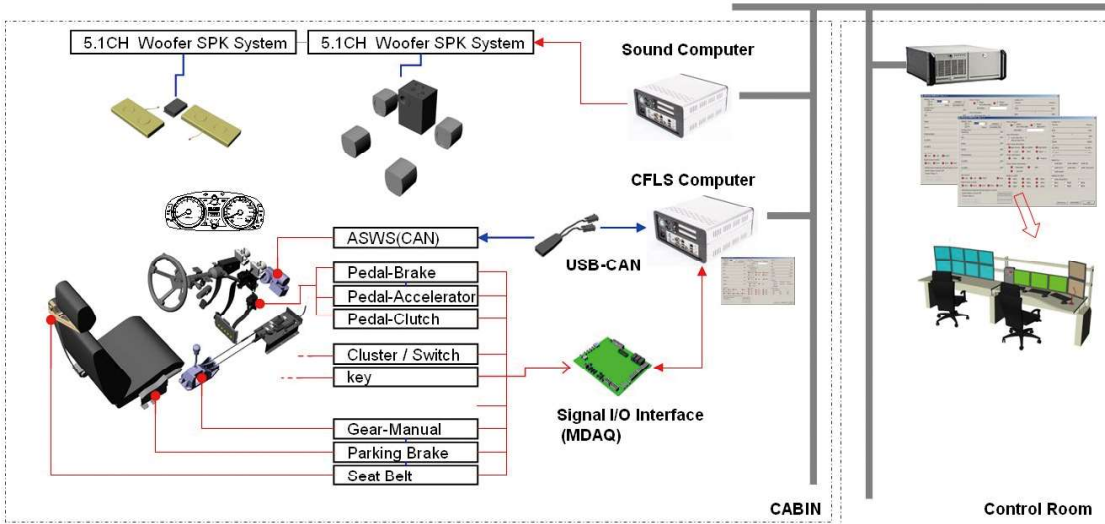 5.1CH Woofer SPK System
5.1CH Woofer SPK System
Sound Computer
CFLS Computer
ASWS(CAN)
USB-CAN
Pedal-Brake
Pedal-Accelerator
Pedal-Clutch
Cluster / Switch
key
Signal I/O Interface
(MDAQ)
Gear-Manual
Parking Brake
Seat Belt
CABIN
Control Room